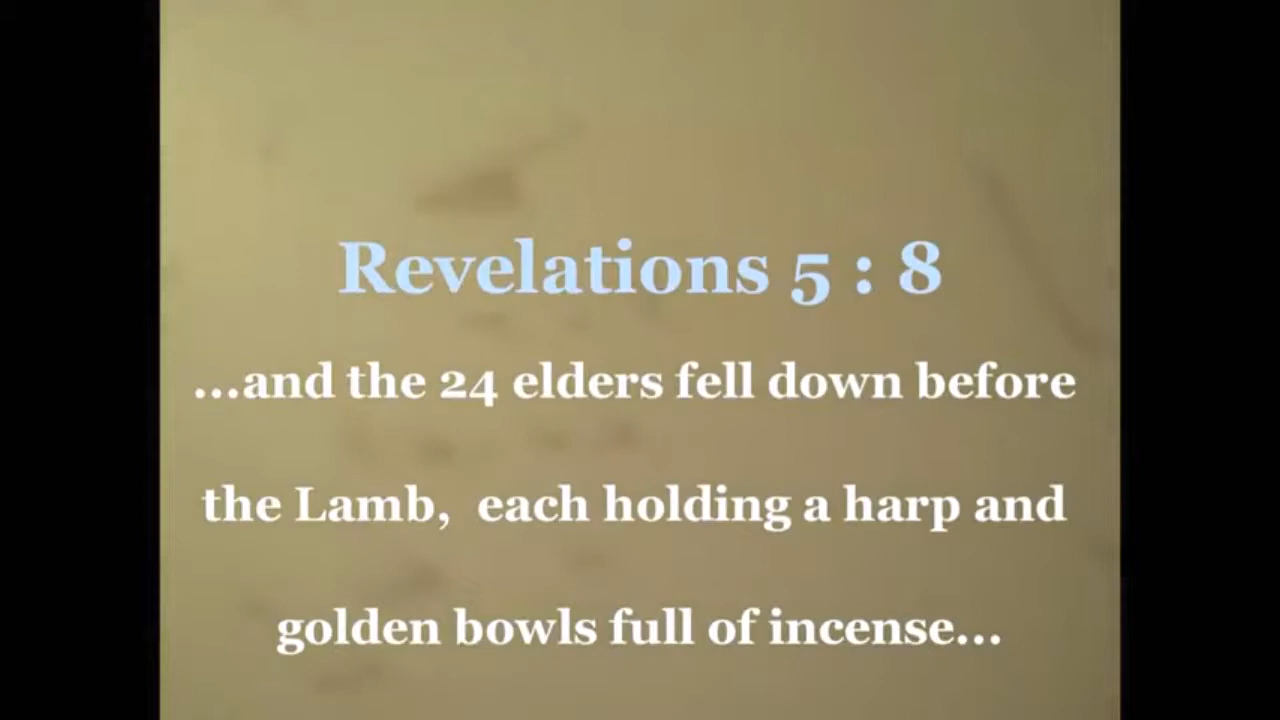 Revelations 5 : 8
...and the 24 elders fell down before
the Lamb,  each holding a harp and
golden bowls full of incense...